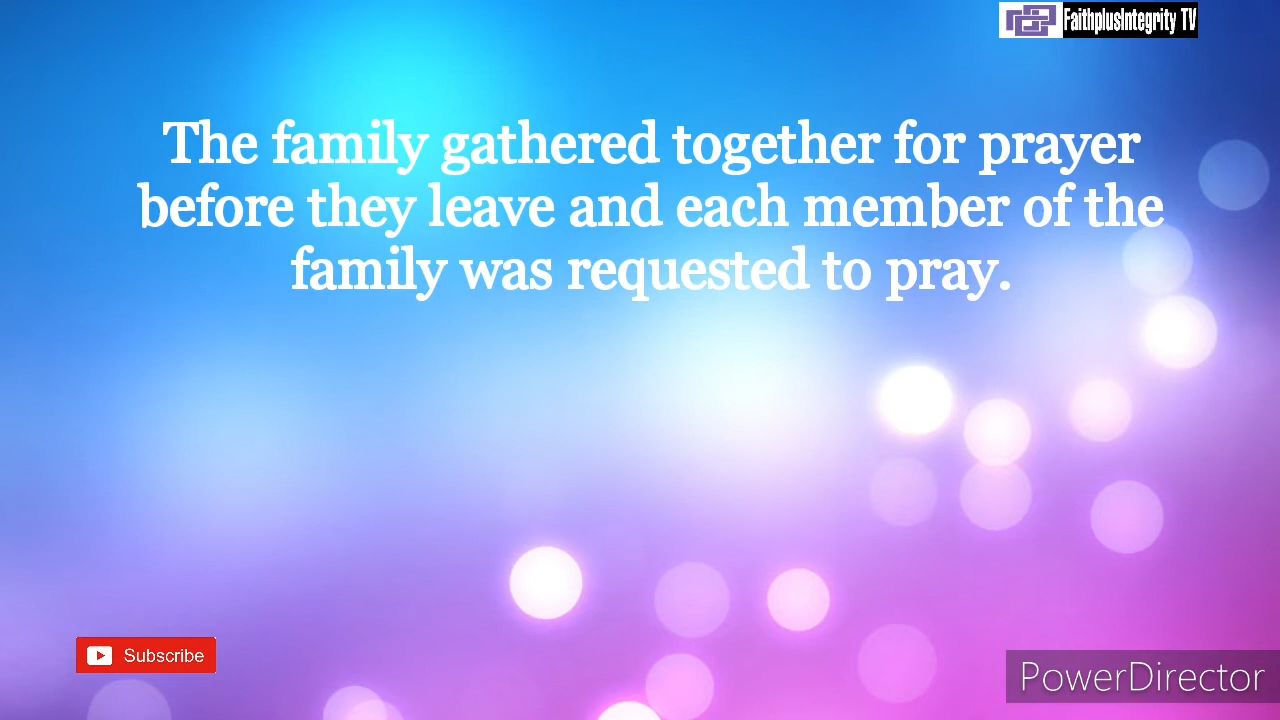 FaithplusIntegrity TV
The family gathered together for prayer
before they leave and each member of the
family was requested to pray.
Subscribe
PowerDirector